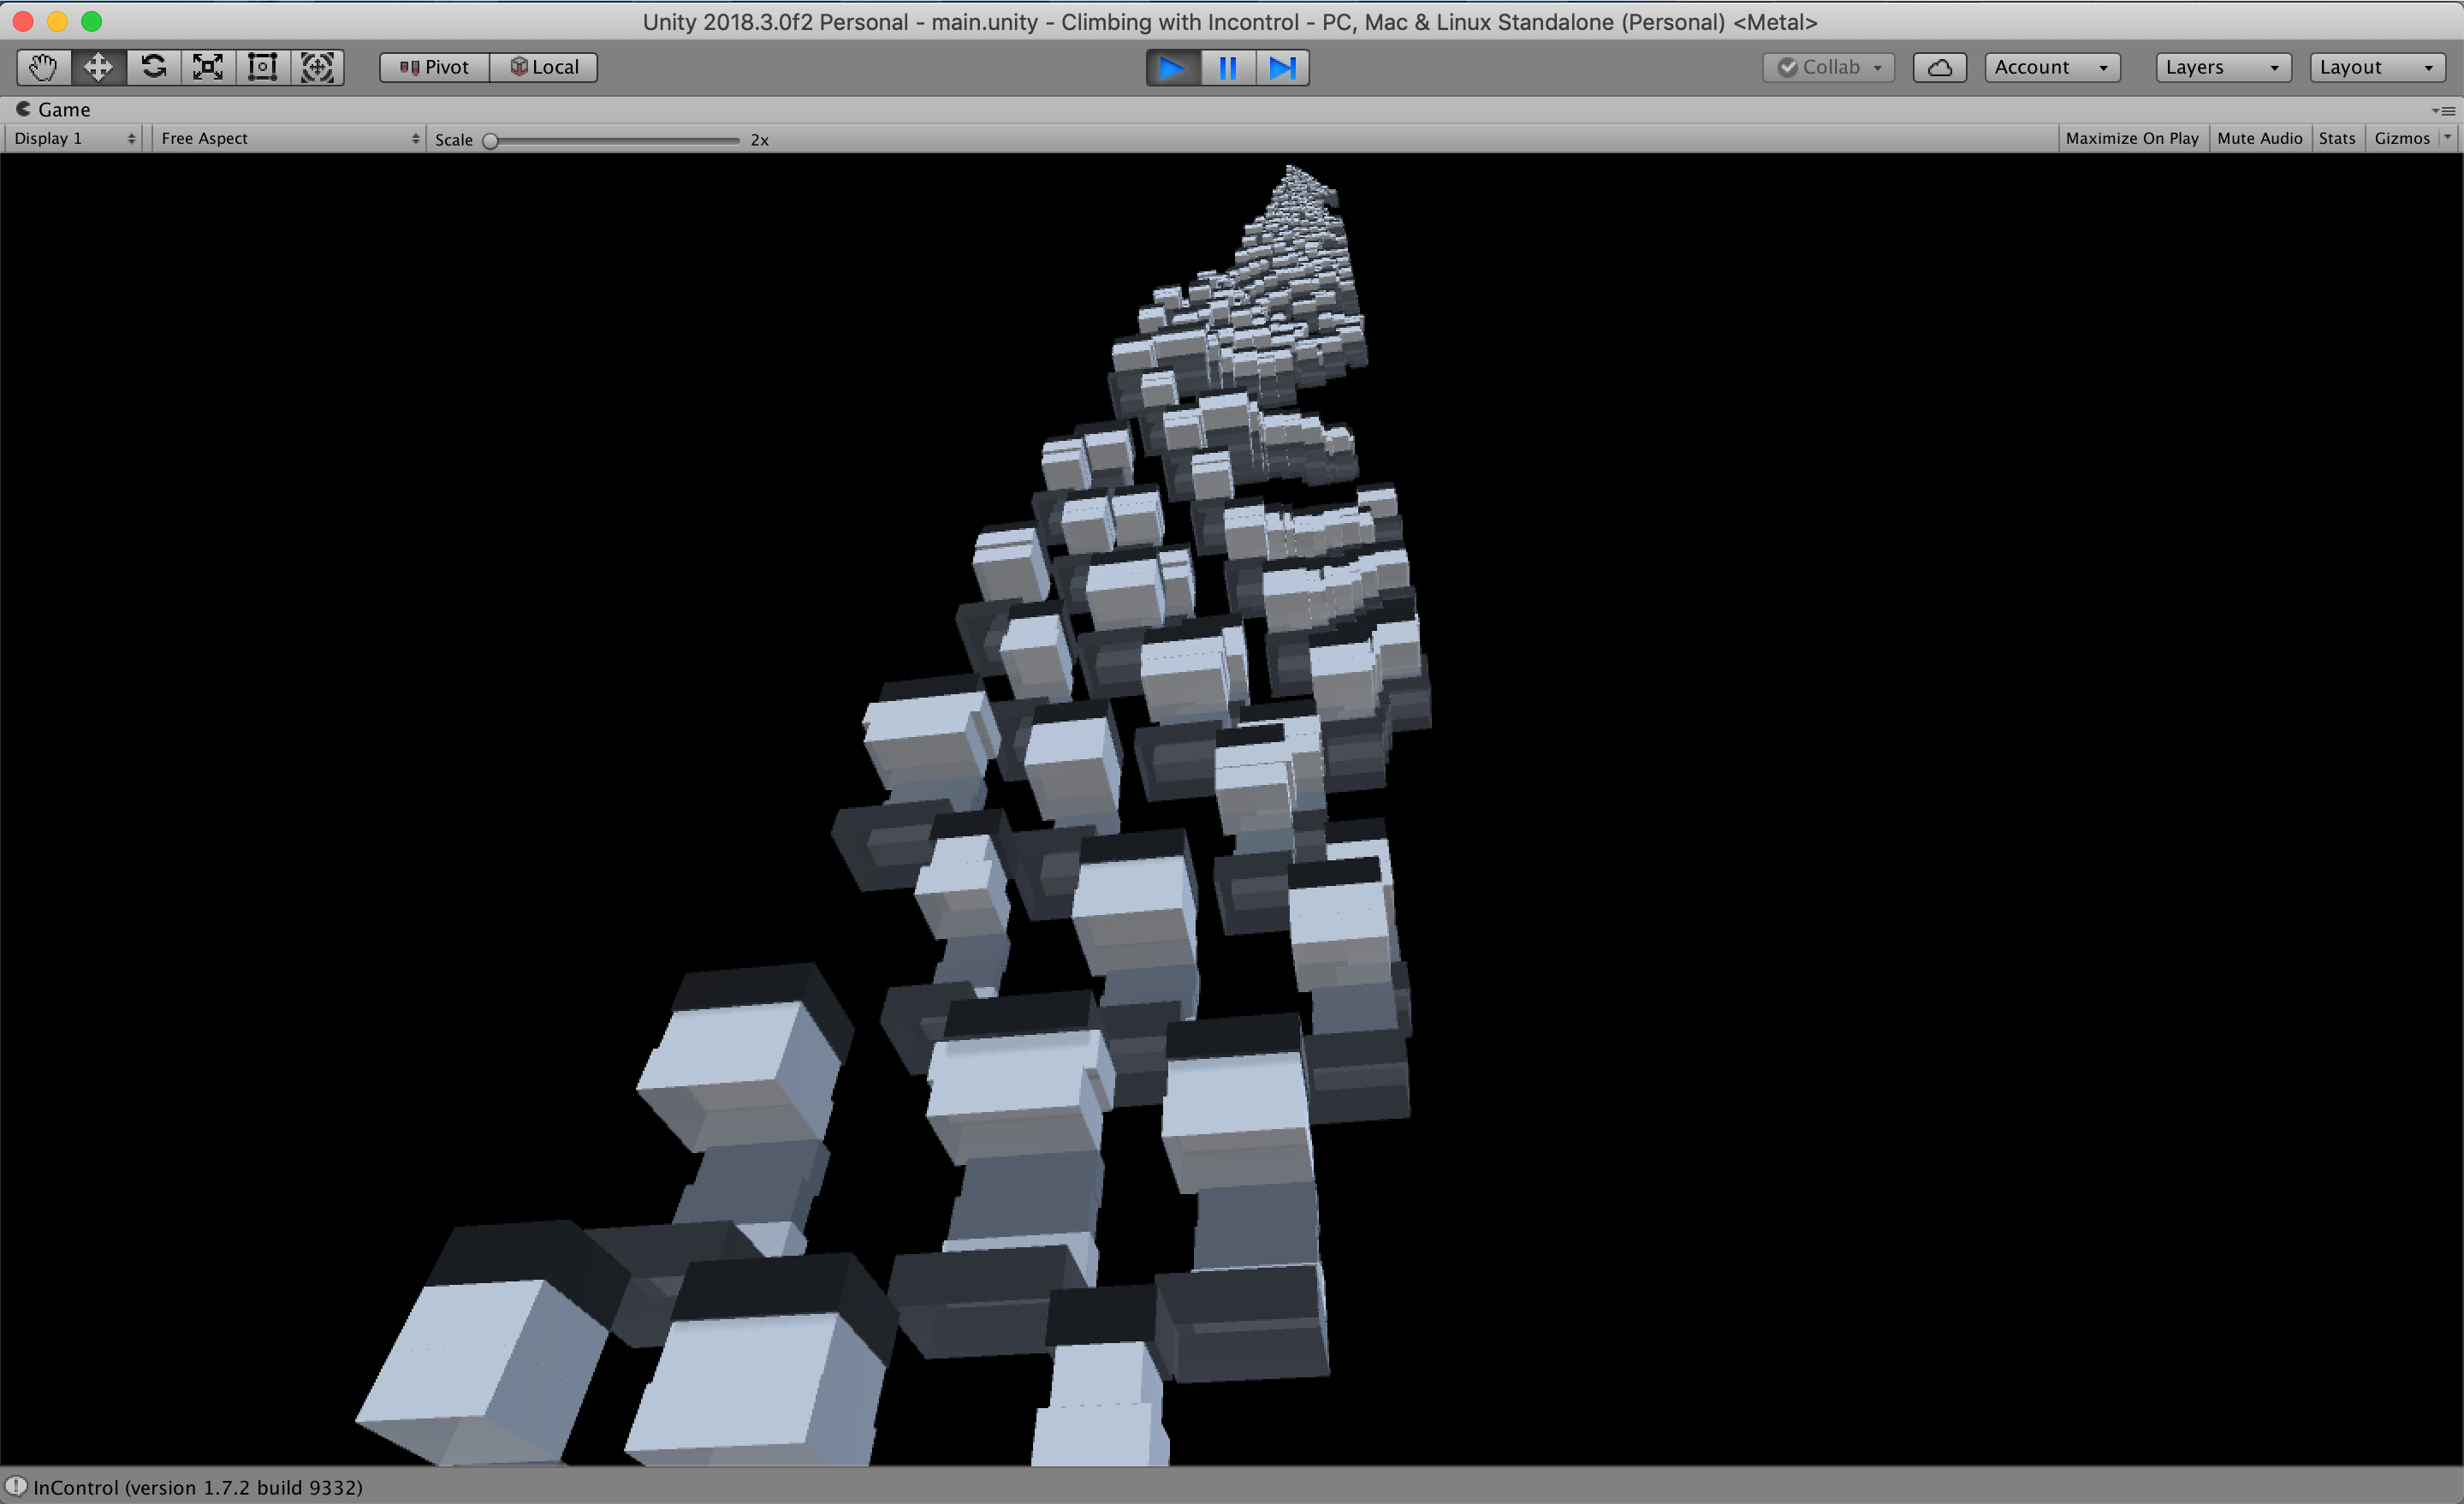 Unity 2018.3.0f2 Personal - main.unity - Climbing with Incontrol - PC, Mac & Linux Standalone (Personal) <Metal>
Pivot Local Collab Account Layers Layout
Game
Display 1 Free Aspect Scale 2x Maximize On Play Mute Audio Stats Gizmos
InControl (version 1.7.2 build 9332)